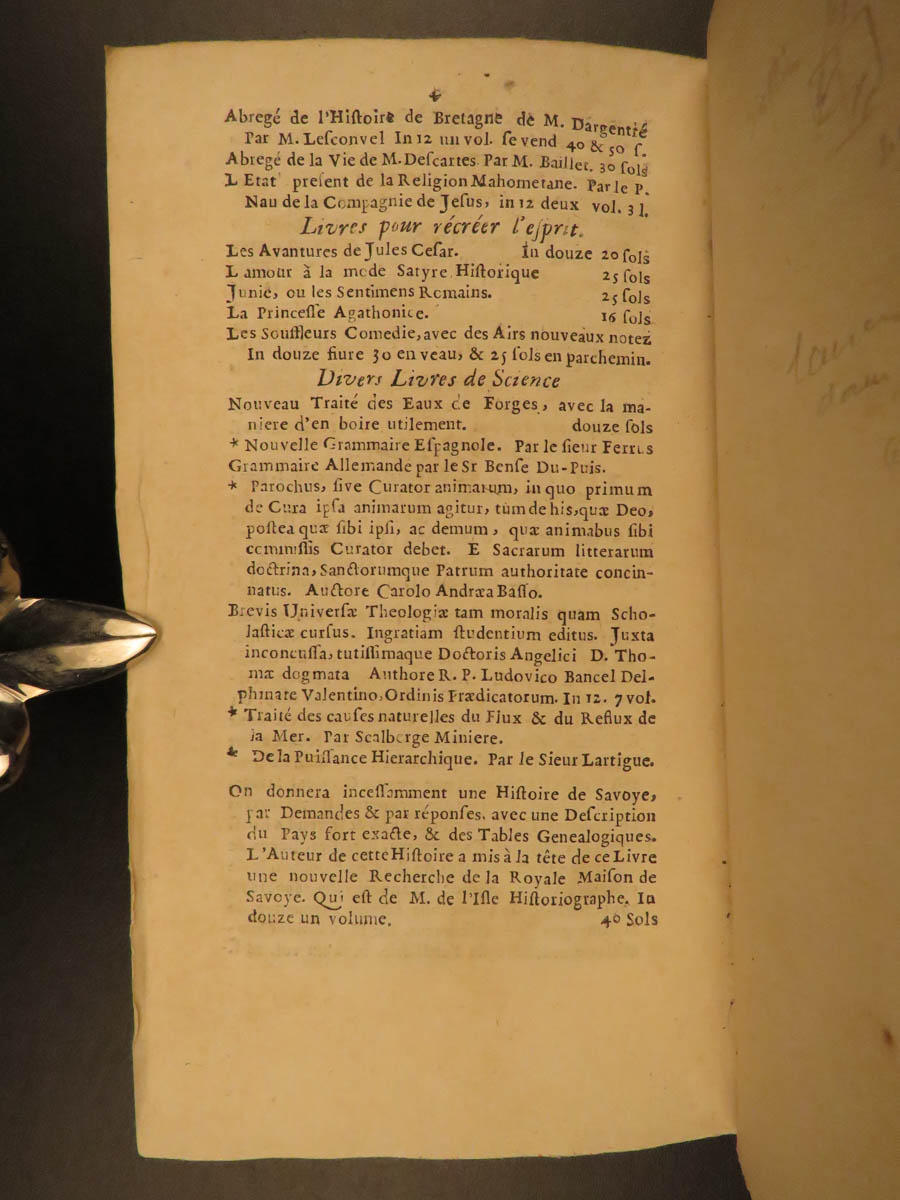 4
Abregé de l'Hiſtoire de Bretagne de M. Dargentré
Par M. Leſconvel In 12 un vol. ſe vend 40 & 50 ſ.
Abregé de la Vie de M. Deſcartes Par M. Baillet. 30 ſols
L Etat preſent de la Religion Mahometane. Par le P.
Nau de la Compagnie de Jeſus, in 12 deux vol. 3 l.
Livres pour récréer l'eſprit.
Les Avantures de Jules Ceſar. In douze 20 ſols
L amour à la mode Satyre Hiſtorique 25 ſols
Junie, ou les Sentimens Romains. 25 ſols
La Princeſſe Agathonice. 16 ſols
Les Souffleurs Comedie, avec des Airs nouveaux notez
In douze fiure 30 en veau, & 25 ſols en parchemin.
Divers Livres de Science
Nouveau Traité des Eaux de Forges, avec la ma-
niere d'en boire utilement. douze ſols
* Nouvelle Grammaire Eſpagnole. Par le ſieur Ferrus
Grammaire Allemande par le Sr Benſe Du-Puis.
* Parochus, ſive Curator animarum, in quo primum
de Cura ipſa animarum agitur, tùm de his, quæ Deo,
poſtea quæ ſibi ipſi, ac demum, quæ animabus ſibi
commiſſis Curator debet. E Sacrarum litterarum
doctrina, Sanctorumque Patrum authoritate concin-
natus. Auctore Carolo Andræa Baſſo.
Brevis Univerſæ Theologiæ tam moralis quam Scho-
laſticæ curſus. Ingratiam ſtudentium editus. Juxta
inconcuſſa, tutiſſimaque Doctoris Angelici D. Tho-
mæ dogmata Authore R. P. Ludovico Bancel Del-
phinate Valentino, Ordinis Prædicatorum. In 12. 7 vol.
* Traité des cauſes naturelles du Flux & du Reflux de
la Mer. Par Scalberge Miniere.
* De la Puiſſance Hierarchique. Par le Sieur Lartigue.
On donnera inceſſamment une Hiſtoire de Savoye,
par Demandes & par réponſes, avec une Deſcription
du Pays fort exacte, & des Tables Genealogiques.
L'Auteur de cette Hiſtoire a mis à la tête de ce Livre
une nouvelle Recherche de la Royale Maiſon de
Savoye. Qui eſt de M. de l'Iſle Hiſtoriographe. In
douze un volume. 40 Sols